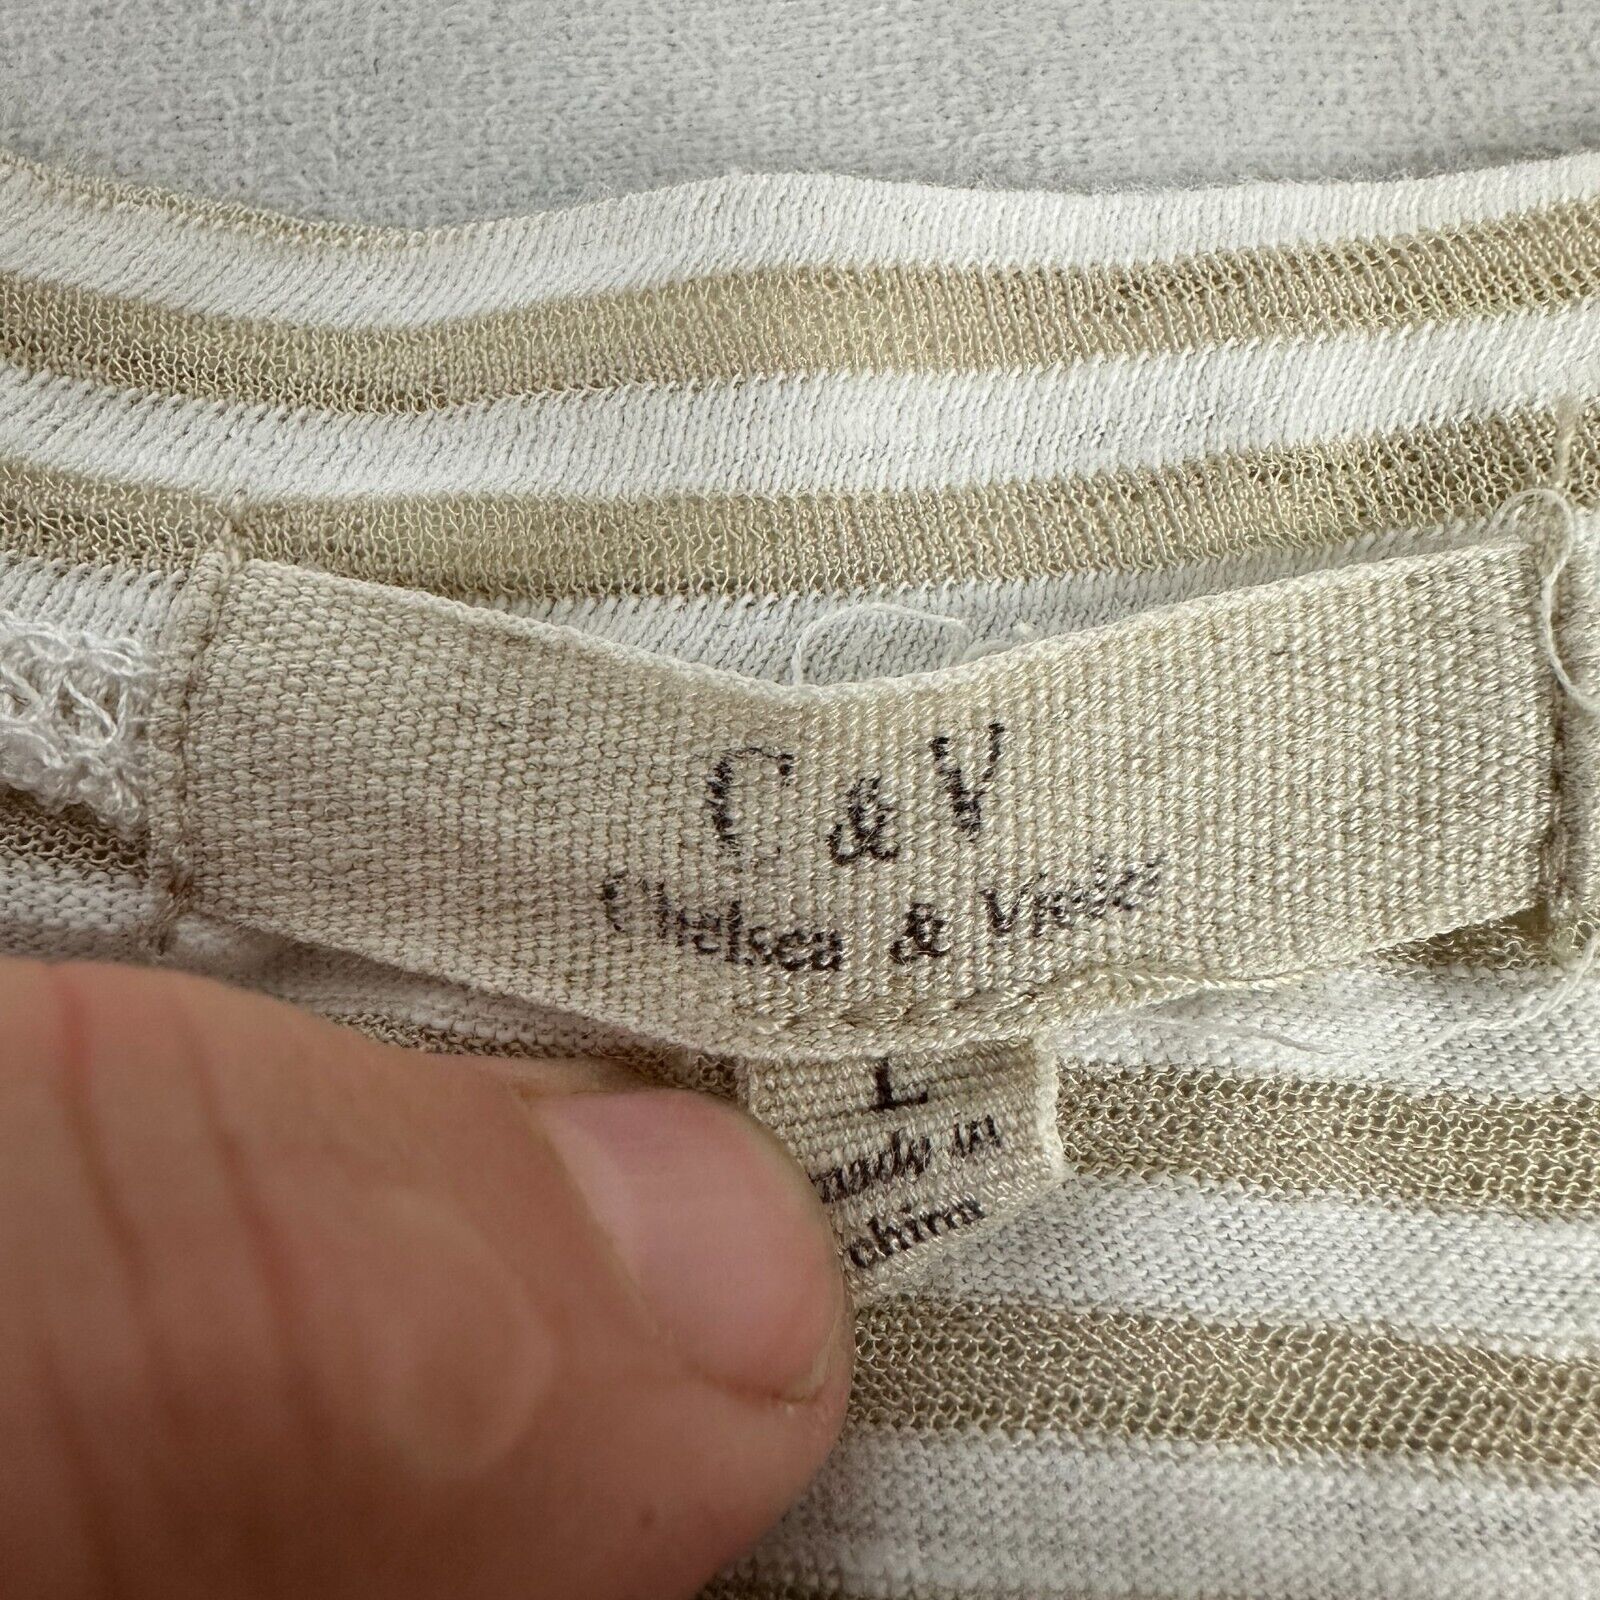 C & V
Chelsea & Violet
L
made in
china